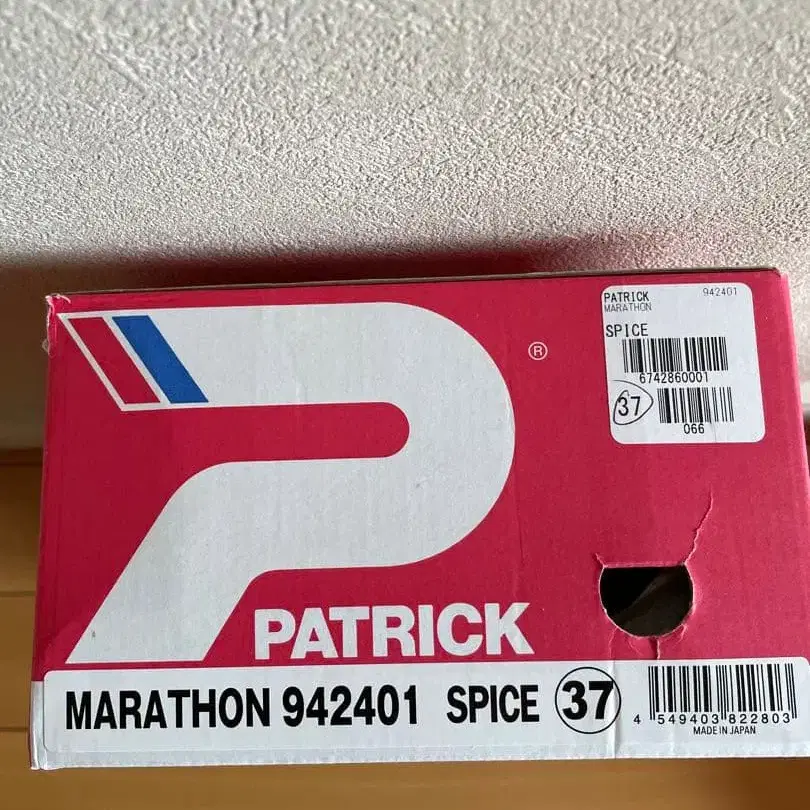 PATRICK 942401
MARATHON
SPICE
6742860001
37
066
®
PATRICK
MARATHON 942401 SPICE 37
4 549403 822803
MADE IN JAPAN